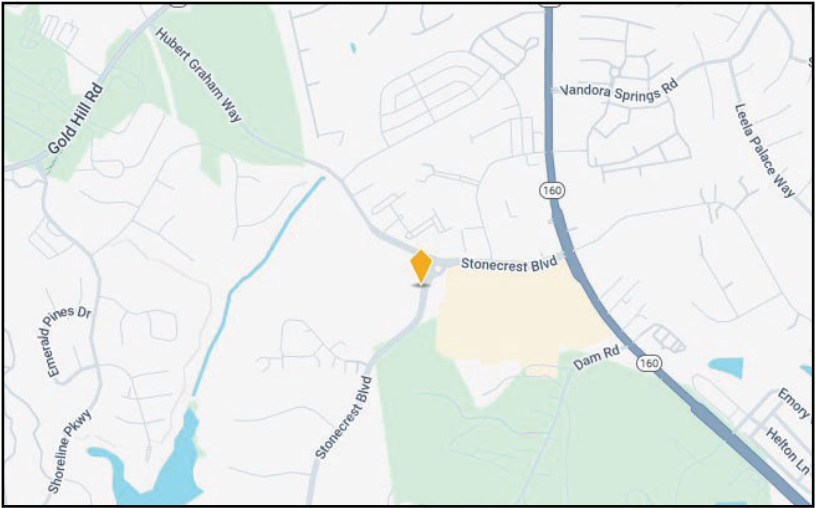 Hubert Graham Way
Gold Hill Rd
Vandora Springs Rd
Leela Palace Way
160
Stonecrest Blvd
Emerald Pines Dr
Dam Rd
160
Stonecrest Blvd
Shoreline Pkwy
Emory
Helton Ln